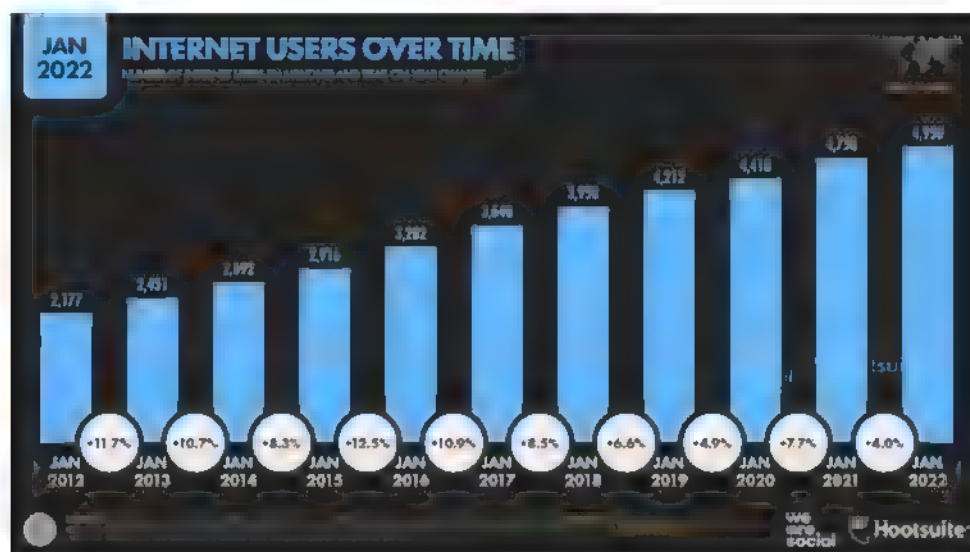 JAN
2022
INTERNET USERS OVER TIME
2,177
2,431
2,692
2,916
3,282
3,640
3,950
4,212
4,418
4,758
4,950
+11.7%
+10.7%
+8.3%
+12.5%
+10.9%
+8.5%
+6.6%
+4.9%
+7.7%
+4.0%
JAN
2012
JAN
2013
JAN
2014
JAN
2015
JAN
2016
JAN
2017
JAN
2018
JAN
2019
JAN
2020
JAN
2021
JAN
2022
we
are
social
Hootsuite